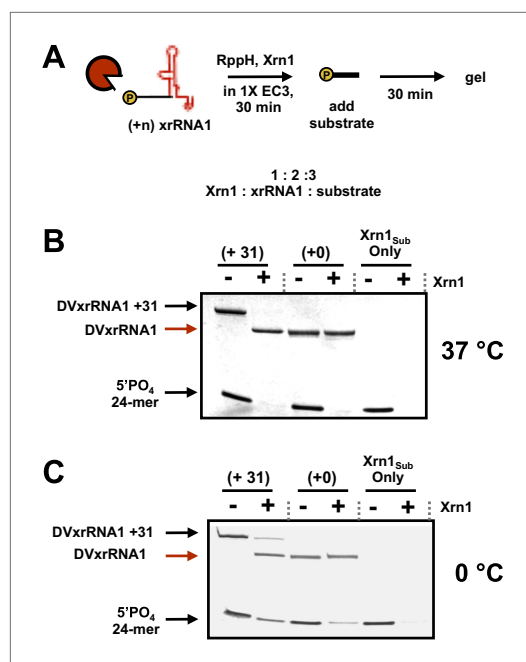 A
RppH, Xrn1
in 1X EC3,
30 min
P
P
30 min
gel
add
substrate
(+n) xrRNA1
1 : 2 :3
Xrn1 : xrRNA1 : substrate
B
(+ 31) (+0) Xrn1Sub Only
- + - + - + Xrn1
DVxrRNA1 +31
DVxrRNA1
37 °C
5'PO4
24-mer
C
(+ 31) (+0) Xrn1Sub Only
- + - + - + Xrn1
DVxrRNA1 +31
DVxrRNA1
0 °C
5'PO4
24-mer